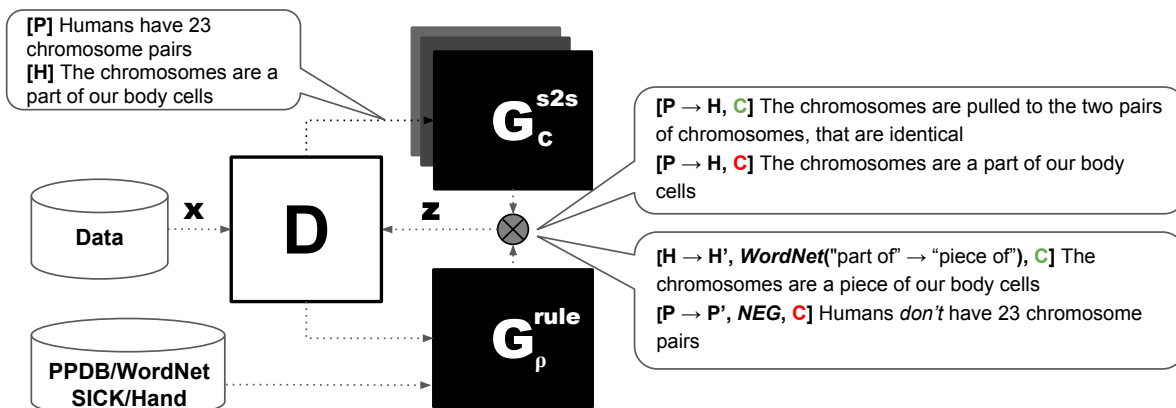 [P] Humans have 23
chromosome pairs
[H] The chromosomes are a
part of our body cells
G s2s C
[P → H, C] The chromosomes are pulled to the two pairs
of chromosomes, that are identical
[P → H, C] The chromosomes are a part of our body
cells
Data
x
D
z
[H → H’, WordNet("part of” → “piece of”), C] The
chromosomes are a piece of our body cells
[P → P’, NEG, C] Humans don’t have 23 chromosome
pairs
G rule ρ
PPDB/WordNet
SICK/Hand